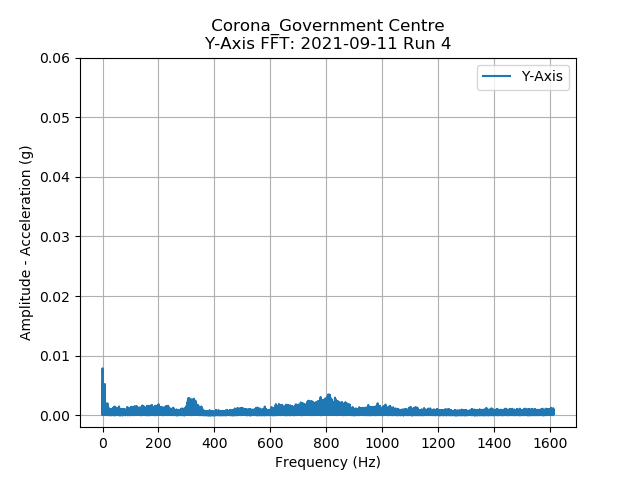 Corona_Government Centre
Y-Axis FFT: 2021-09-11 Run 4
Y-Axis
0.06
0.05
0.04
0.03
0.02
0.01
0.00
Amplitude - Acceleration (g)
0 200 400 600 800 1000 1200 1400 1600
Frequency (Hz)